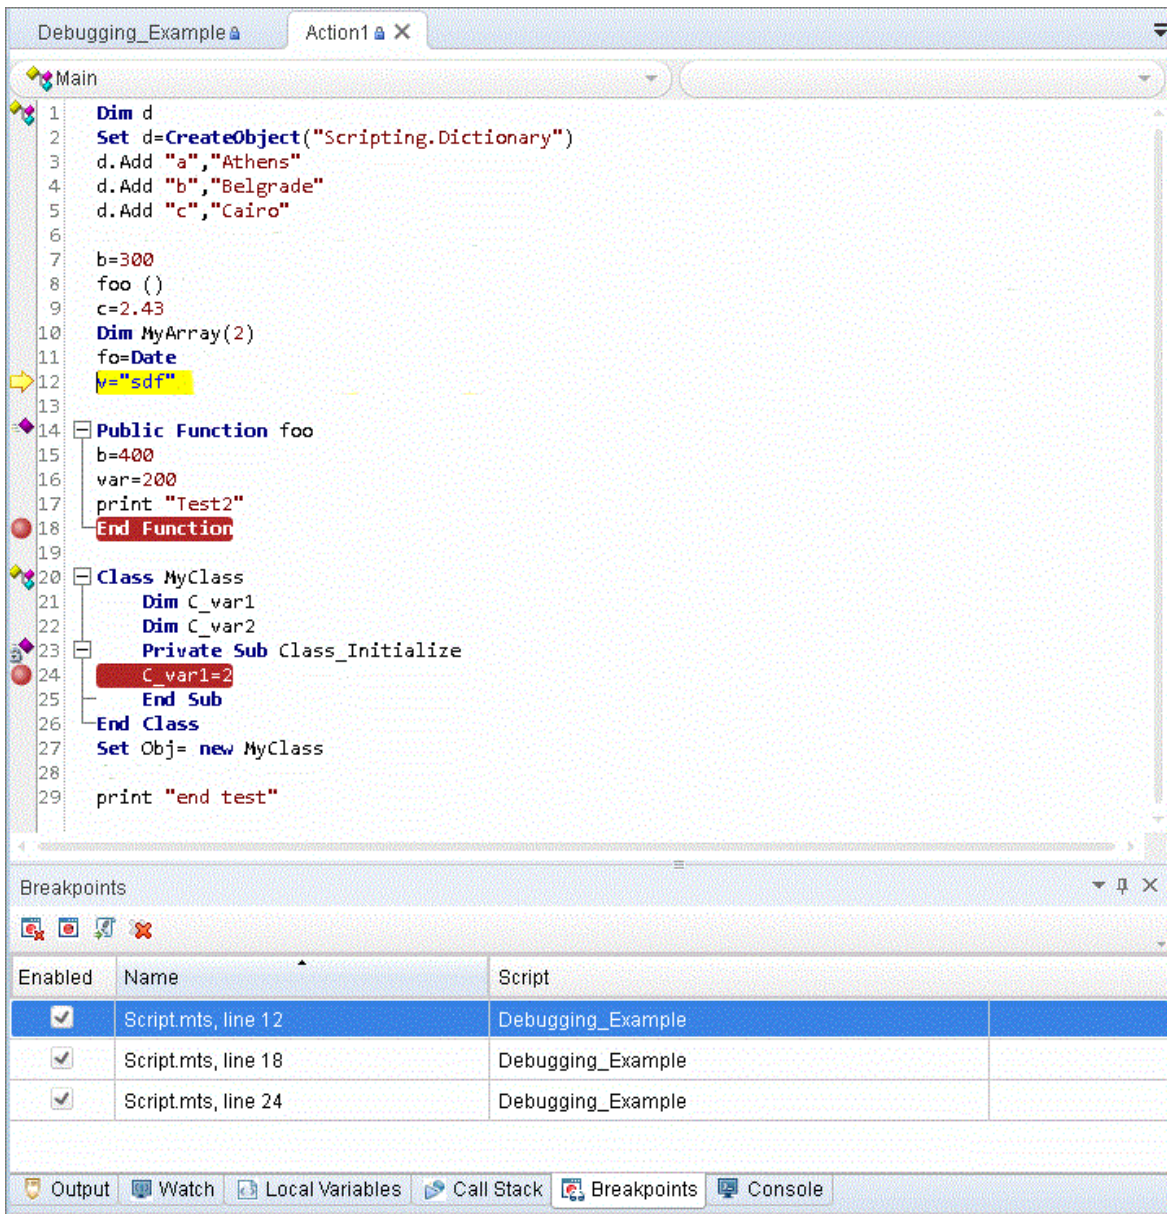 Debugging_Example Action1
Main
1 Dim d
2 Set d=CreateObject("Scripting.Dictionary")
3 d.Add "a","Athens"
4 d.Add "b","Belgrade"
5 d.Add "c","Cairo"
6
7 b=300
8 foo ()
9 c=2.43
10 Dim MyArray(2)
11 fo=Date
12 v="sdf"
13
14 Public Function foo
15 b=400
16 var=200
17 print "Test2"
18 End Function
19
20 Class MyClass
21 Dim C_var1
22 Dim C_var2
23 Private Sub Class_Initialize
24 C_var1=2
25 End Sub
26 End Class
27 Set Obj= new MyClass
28
29 print "end test"
Breakpoints
Enabled Name Script
Script.mts, line 12 Debugging_Example
Script.mts, line 18 Debugging_Example
Script.mts, line 24 Debugging_Example
Output Watch Local Variables Call Stack Breakpoints Console